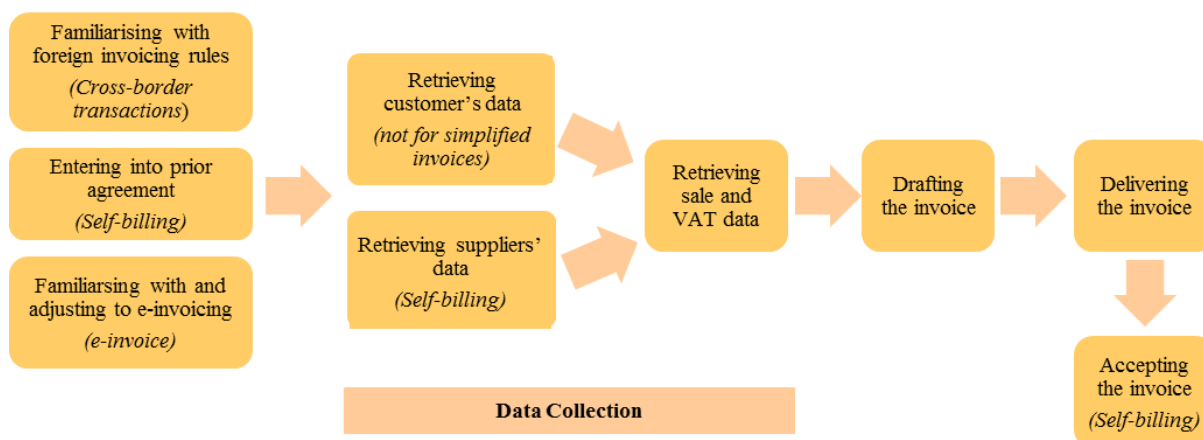 Familiarising with
foreign invoicing rules
(Cross-border
transactions)
Entering into prior
agreement
(Self-billing)
Familiarsing with and
adjusting to e-invoicing
(e-invoice)
Retrieving
customer's data
(not for simplified
invoices)
Retrieving suppliers'
data
(Self-billing)
Retrieving
sale and
VAT data
Drafting
the invoice
Delivering
the invoice
Accepting
the invoice
(Self-billing)
Data Collection